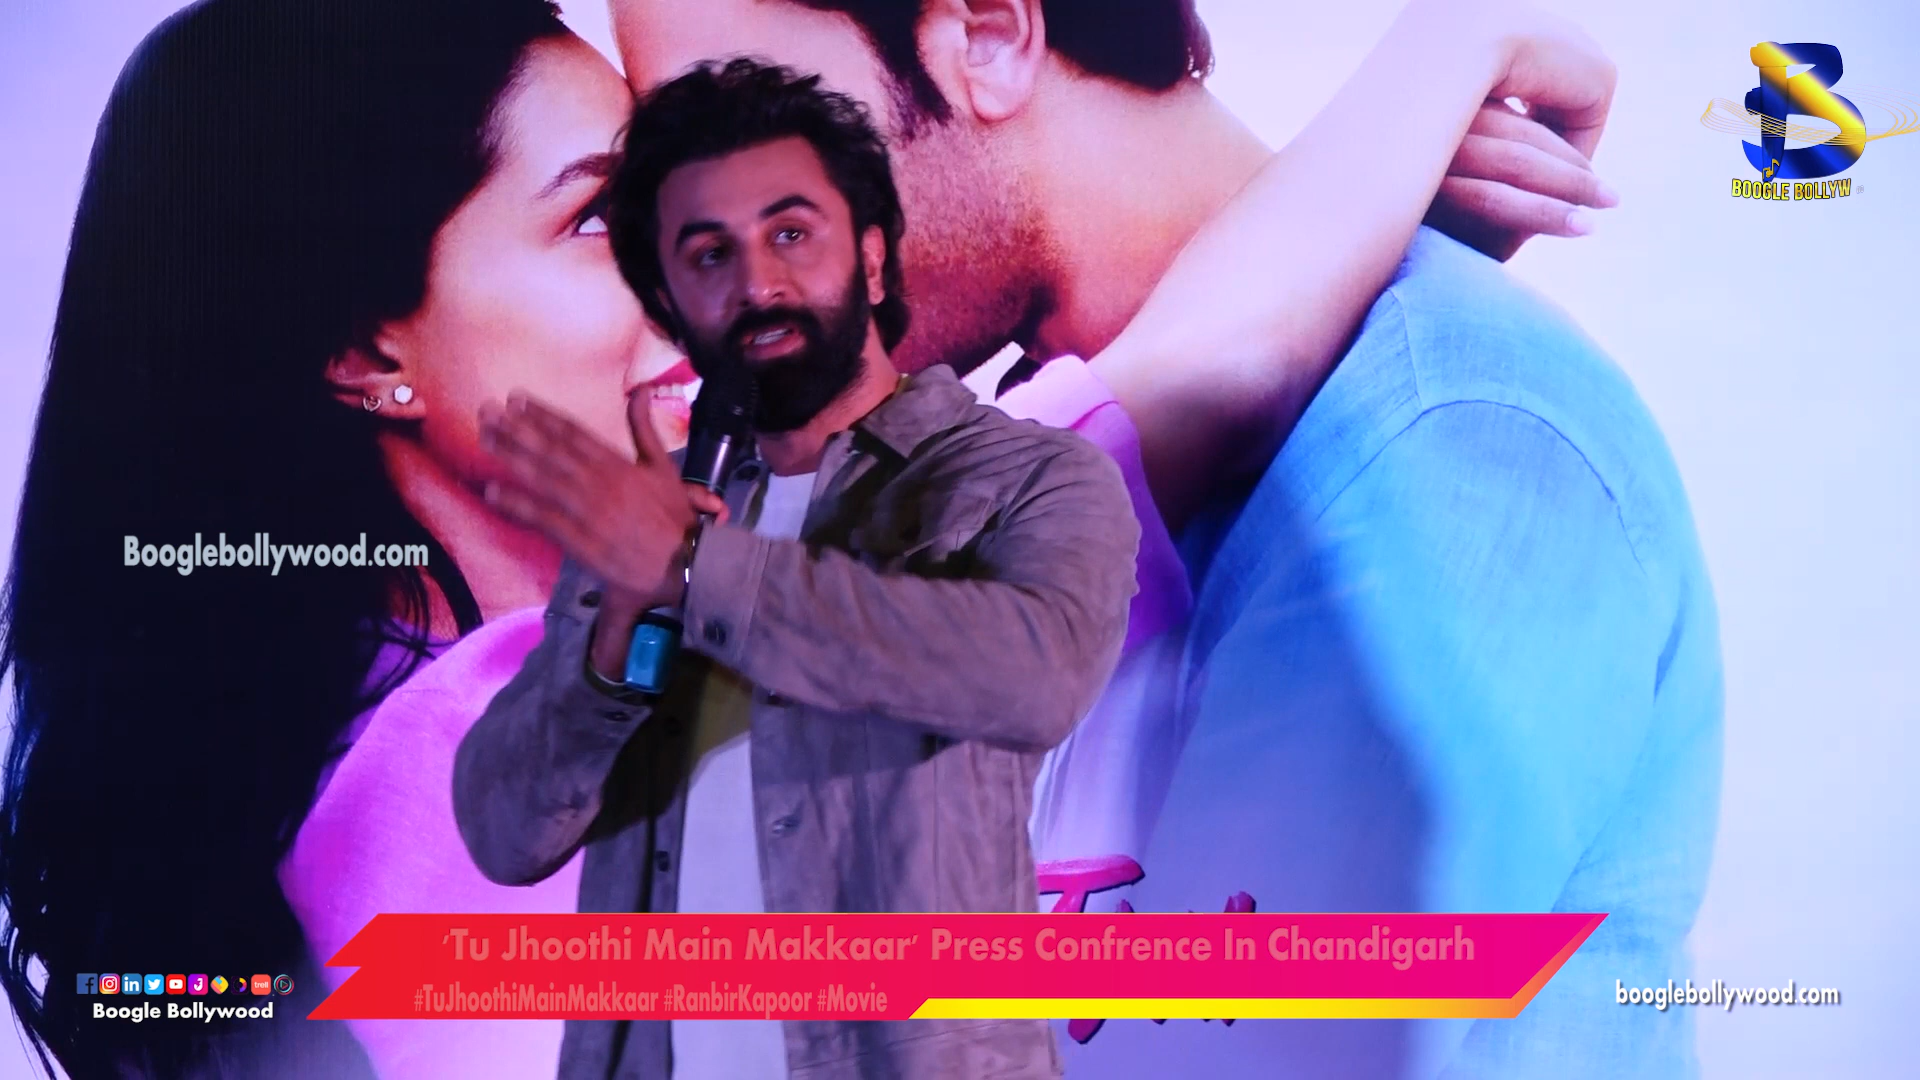 BOOGLE BOLLYW
Booglebollywood.com
'Tu Jhoothi Main Makkaar' Press Confrence In Chandigarh
#TuJhoothiMainMakkaar #RanbirKapoor #Movie
Boogle Bollywood
booglebollywood.com